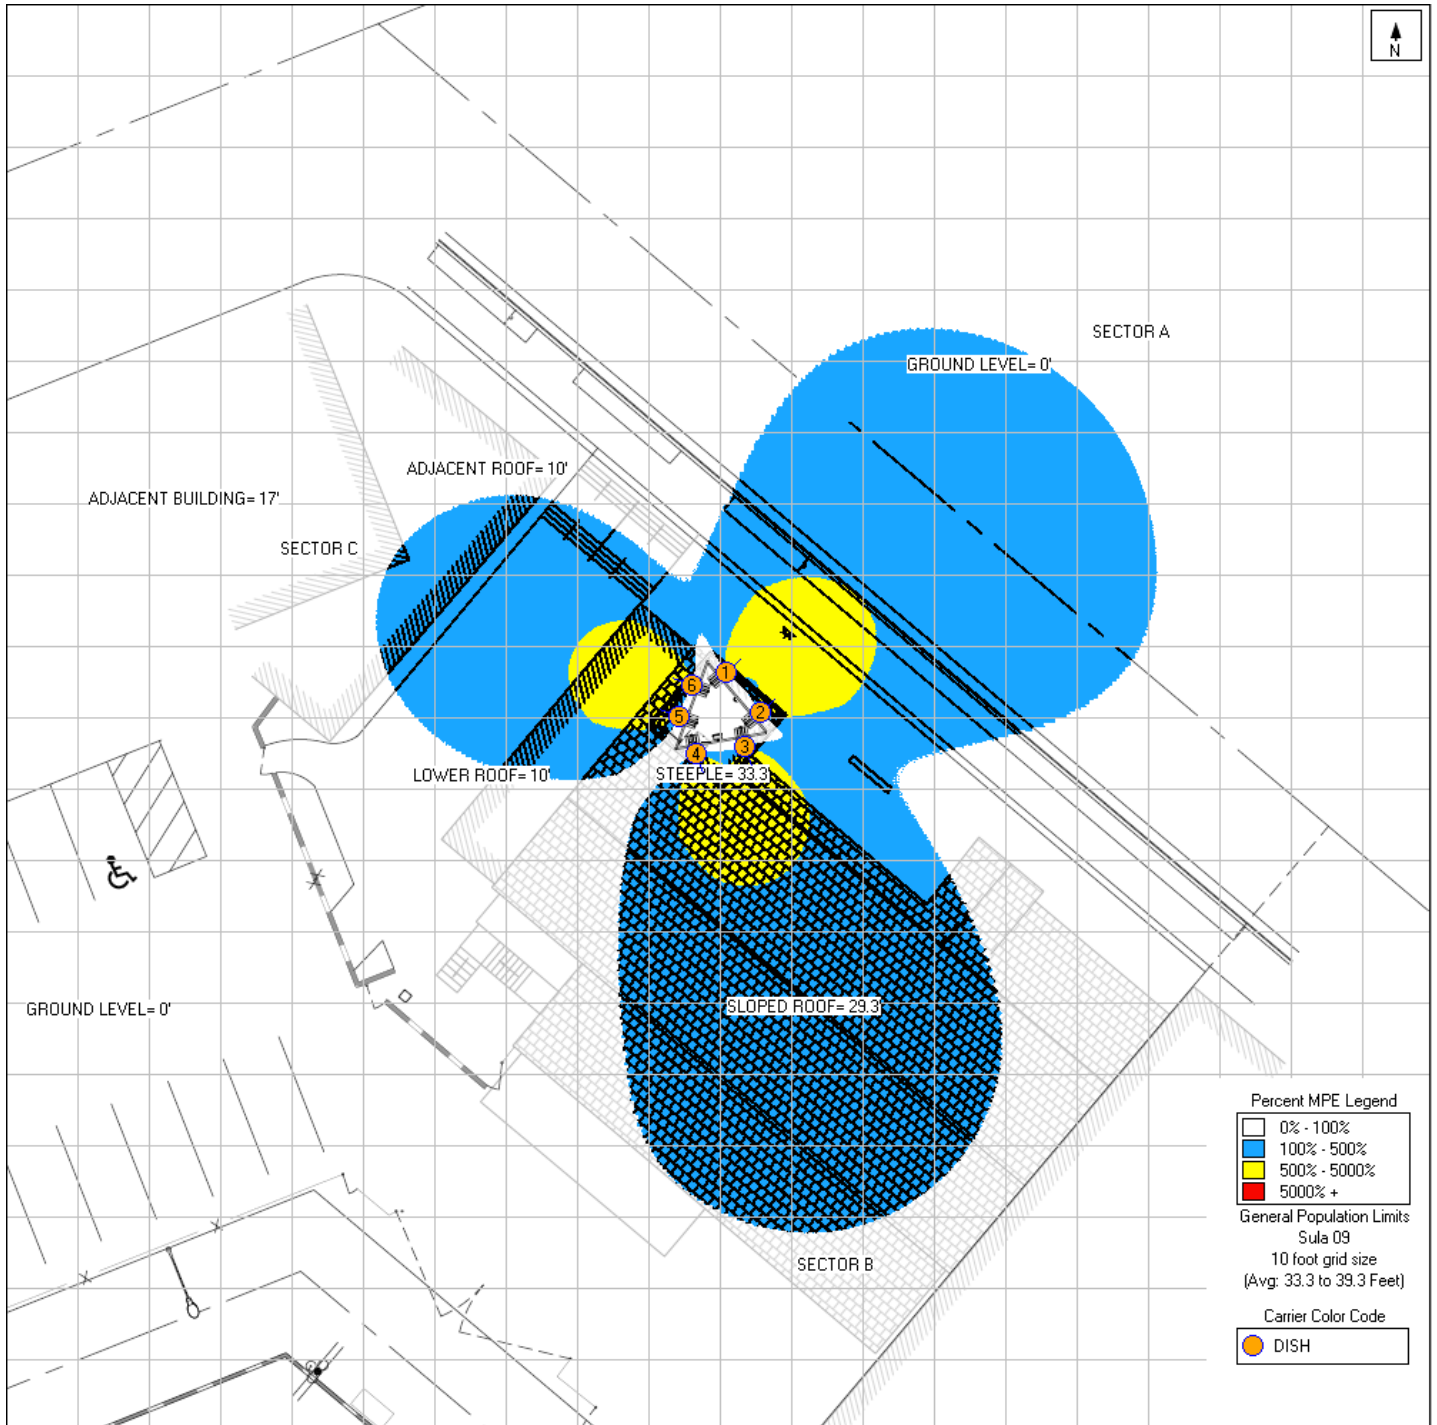 N
SECTOR A
GROUND LEVEL= 0'
ADJACENT ROOF= 10'
ADJACENT BUILDING= 17'
SECTOR C
1
6
2
5
3
4
LOWER ROOF= 10'
STEEPLE= 33.3'
SLOPED ROOF= 29.3'
GROUND LEVEL= 0'
SECTOR B
Percent MPE Legend
0% - 100%
100% - 500%
500% - 5000%
5000% +
General Population Limits
Sula 09
10 foot grid size
(Avg: 33.3 to 39.3 Feet)
Carrier Color Code
DISH